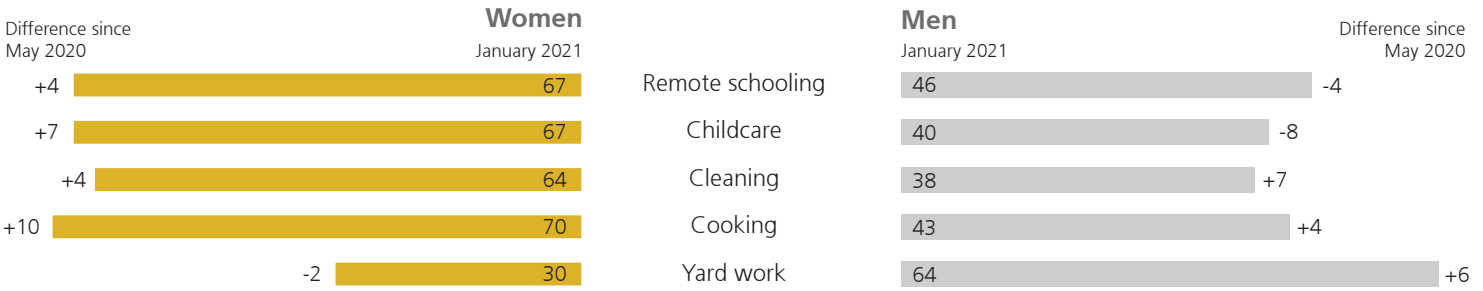 Women
Men
Difference since
May 2020
January 2021
January 2021
Difference since
May 2020
+4 67 Remote schooling 46 -4
+7 67 Childcare 40 -8
+4 64 Cleaning 38 +7
+10 70 Cooking 43 +4
-2 30 Yard work 64 +6